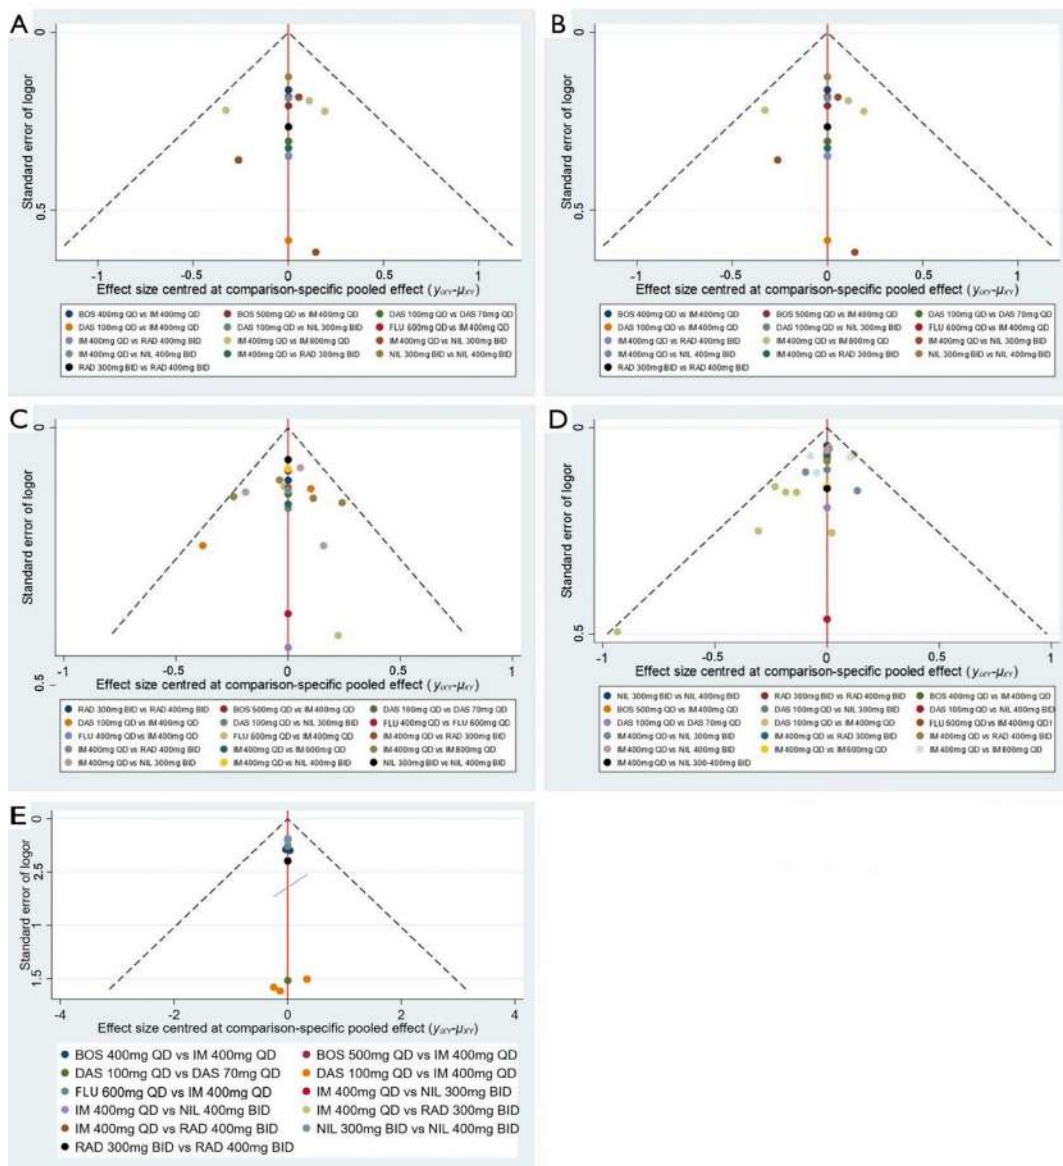 A
0
0.5
Standard error of logor
-1 -0.5 0 0.5 1
Effect size centred at comparison-specific pooled effect (yiXY-μXY)
BOS 400mg QD vs IM 400mg QD BOS 500mg QD vs IM 400mg QD DAS 100mg QD vs DAS 70mg QD
DAS 100mg QD vs IM 400mg QD DAS 100mg QD vs NIL 300mg BID FLU 600mg QD vs IM 400mg QD
IM 400mg QD vs RAD 400mg BID IM 400mg QD vs IM 800mg QD IM 400mg QD vs NIL 300mg BID
IM 400mg QD vs NIL 400mg BID IM 400mg QD vs RAD 300mg BID NIL 300mg BID vs NIL 400mg BID
RAD 300mg BID vs RAD 400mg BID
B
0
0.5
Standard error of logor
-1 -0.5 0 0.5 1
Effect size centred at comparison-specific pooled effect (yiXY-μXY)
BOS 400mg QD vs IM 400mg QD BOS 500mg QD vs IM 400mg QD DAS 100mg QD vs DAS 70mg QD
DAS 100mg QD vs IM 400mg QD DAS 100mg QD vs NIL 300mg BID FLU 600mg QD vs IM 400mg QD
IM 400mg QD vs RAD 400mg BID IM 400mg QD vs IM 800mg QD IM 400mg QD vs NIL 300mg BID
IM 400mg QD vs NIL 400mg BID IM 400mg QD vs RAD 300mg BID NIL 300mg BID vs NIL 400mg BID
RAD 300mg BID vs RAD 400mg BID
C
0
0.5
Standard error of logor
-1 -0.5 0 0.5 1
Effect size centred at comparison-specific pooled effect (yiXY-μXY)
RAD 300mg BID vs RAD 400mg BID BOS 500mg QD vs IM 400mg QD DAS 100mg QD vs DAS 70mg QD
DAS 100mg QD vs IM 400mg QD DAS 100mg QD vs NIL 300mg BID FLU 400mg QD vs FLU 600mg QD
FLU 400mg QD vs IM 400mg QD FLU 600mg QD vs IM 400mg QD IM 400mg QD vs RAD 300mg BID
IM 400mg QD vs RAD 400mg BID IM 400mg QD vs IM 600mg QD IM 400mg QD vs IM 800mg QD
IM 400mg QD vs NIL 300mg BID IM 400mg QD vs NIL 400mg BID NIL 300mg BID vs NIL 400mg BID
D
0
0.5
Standard error of logor
-1 -0.5 0 0.5 1
Effect size centred at comparison-specific pooled effect (yiXY-μXY)
NIL 300mg BID vs NIL 400mg BID RAD 300mg BID vs RAD 400mg BID BOS 400mg QD vs IM 400mg QD
BOS 500mg QD vs IM 400mg QD DAS 100mg QD vs NIL 300mg BID DAS 100mg QD vs NIL 400mg BID
DAS 100mg QD vs DAS 70mg QD DAS 100mg QD vs IM 400mg QD FLU 600mg QD vs IM 400mg QD1
IM 400mg QD vs NIL 300mg BID IM 400mg QD vs RAD 300mg BID IM 400mg QD vs RAD 400mg BID
IM 400mg QD vs NIL 400mg BID IM 400mg QD vs IM 600mg QD IM 400mg QD vs IM 800mg QD
IM 400mg QD vs NIL 300-400mg BID
E
0
2.5
1
1.5
Standard error of logor
-4 -2 0 2 4
Effect size centred at comparison-specific pooled effect (yiXY-μXY)
BOS 400mg QD vs IM 400mg QD BOS 500mg QD vs IM 400mg QD
DAS 100mg QD vs DAS 70mg QD DAS 100mg QD vs IM 400mg QD
FLU 600mg QD vs IM 400mg QD IM 400mg QD vs NIL 300mg BID
IM 400mg QD vs NIL 400mg BID IM 400mg QD vs RAD 300mg BID
IM 400mg QD vs RAD 400mg BID NIL 300mg BID vs NIL 400mg BID
RAD 300mg BID vs RAD 400mg BID